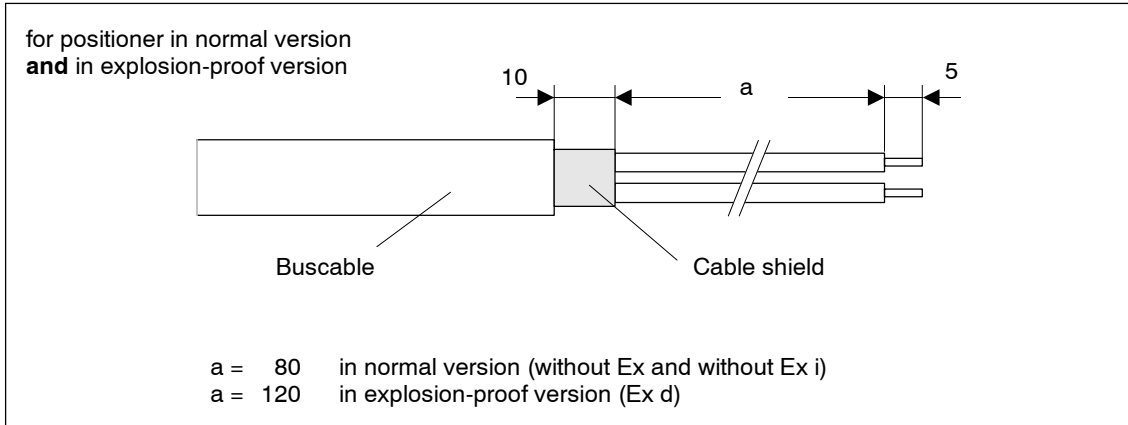 for positioner in normal version
and in explosion-proof version
10
a
5
Buscable
Cable shield
a = 80 in normal version (without Ex and without Ex i)
a = 120 in explosion-proof version (Ex d)